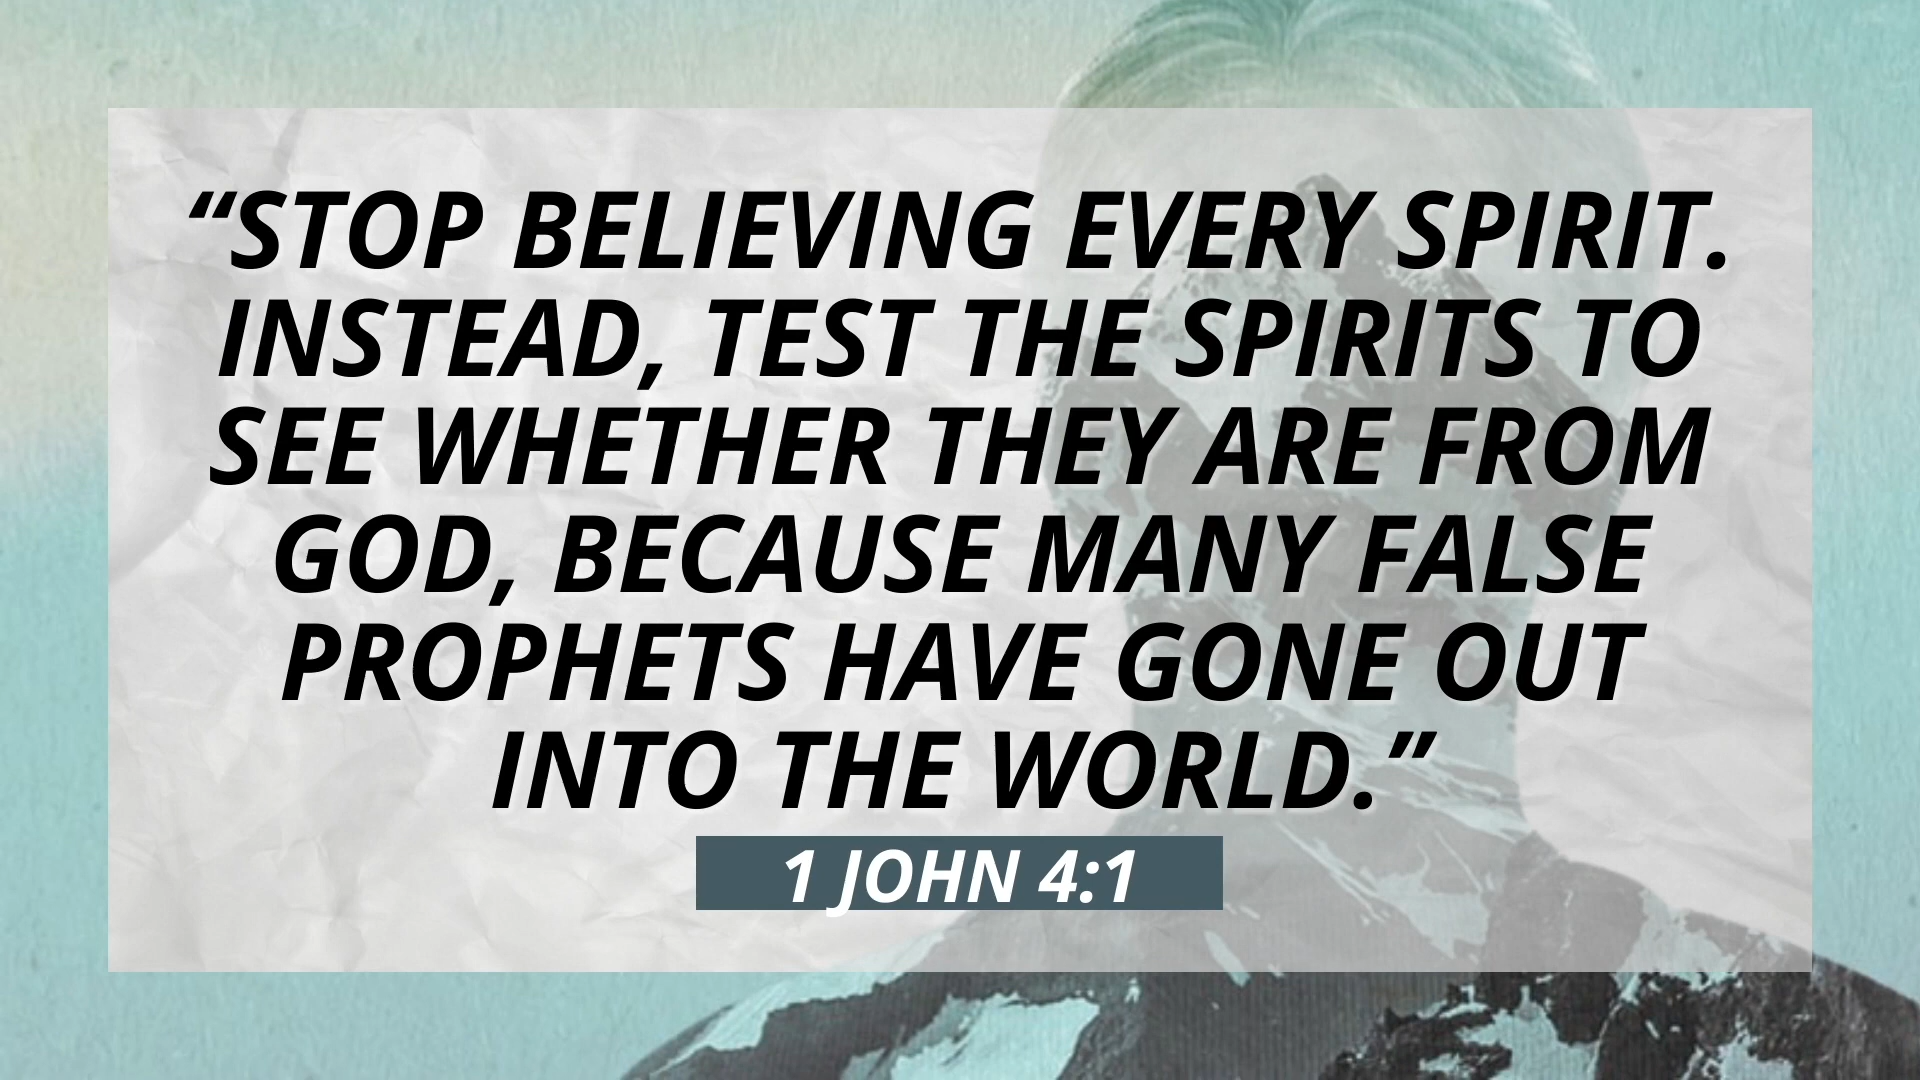 “STOP BELIEVING EVERY SPIRIT.
INSTEAD, TEST THE SPIRITS TO
SEE WHETHER THEY ARE FROM
GOD, BECAUSE MANY FALSE
PROPHETS HAVE GONE OUT
INTO THE WORLD.”
1 JOHN 4:1